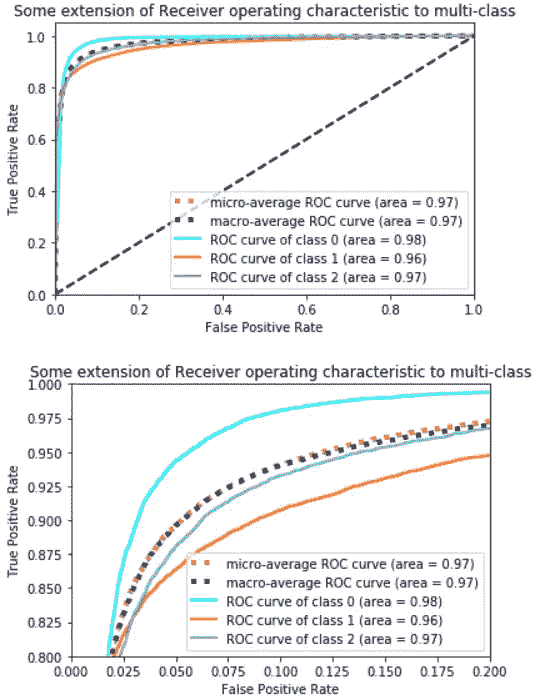 Some extension of Receiver operating characteristic to multi-class
1.0
0.8
0.6
0.4
0.2
0.0
True Positive Rate
micro-average ROC curve (area = 0.97)
macro-average ROC curve (area = 0.97)
ROC curve of class 0 (area = 0.98)
ROC curve of class 1 (area = 0.96)
ROC curve of class 2 (area = 0.97)
0.0 0.2 0.4 0.6 0.8 1.0
False Positive Rate
Some extension of Receiver operating characteristic to multi-class
1.000
0.975
0.950
0.925
0.900
0.875
0.850
0.825
0.800
True Positive Rate
micro-average ROC curve (area = 0.97)
macro-average ROC curve (area = 0.97)
ROC curve of class 0 (area = 0.98)
ROC curve of class 1 (area = 0.96)
ROC curve of class 2 (area = 0.97)
0.000 0.025 0.050 0.075 0.100 0.125 0.150 0.175 0.200
False Positive Rate